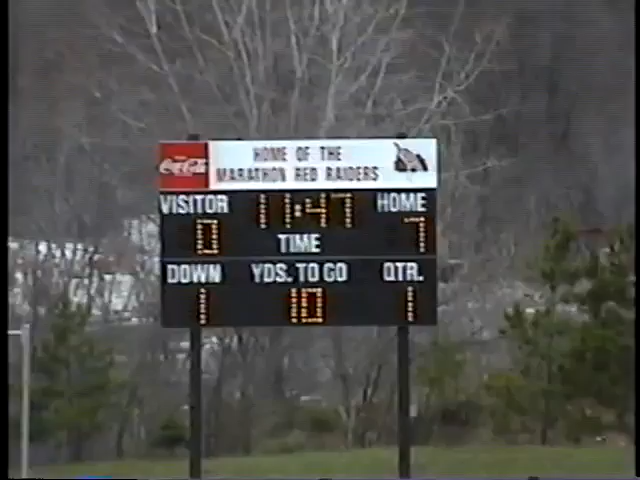 Coca-Cola
HOME OF THE
MARATHON RED RAIDERS
VISITOR 11:47 HOME
0 TIME 7
DOWN YDS. TO GO QTR.
1 10 1